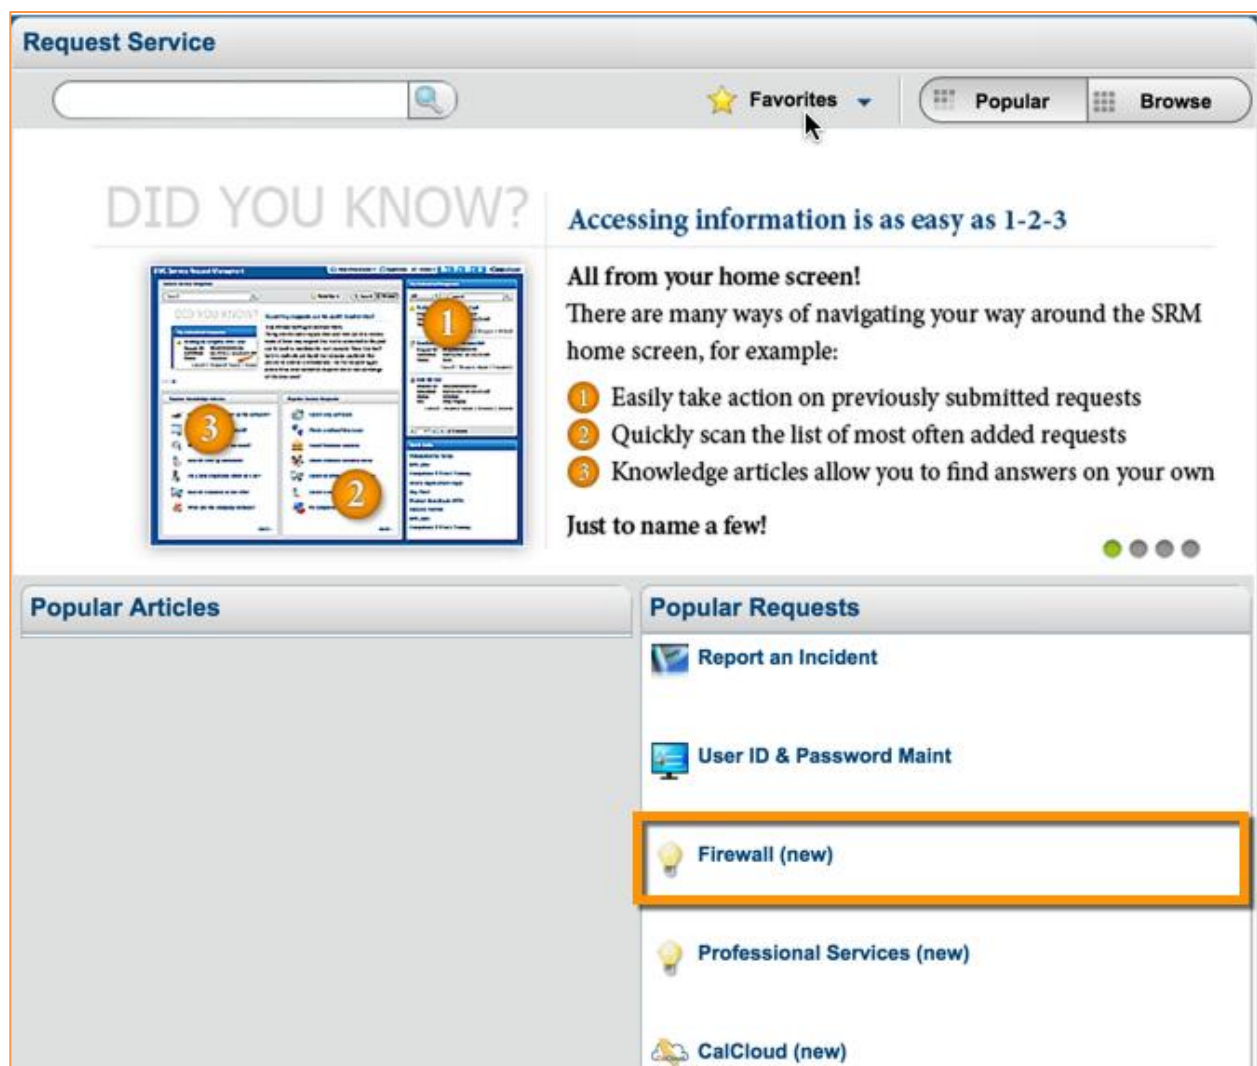 Request Service
Favorites
Popular
Browse
DID YOU KNOW?
Accessing information is as easy as 1-2-3
All from your home screen!
There are many ways of navigating your way around the SRM
home screen, for example:
1 Easily take action on previously submitted requests
2 Quickly scan the list of most often added requests
3 Knowledge articles allow you to find answers on your own
Just to name a few!
1
3
2
Popular Articles
Popular Requests
Report an Incident
User ID & Password Maint
Firewall (new)
Professional Services (new)
CalCloud (new)